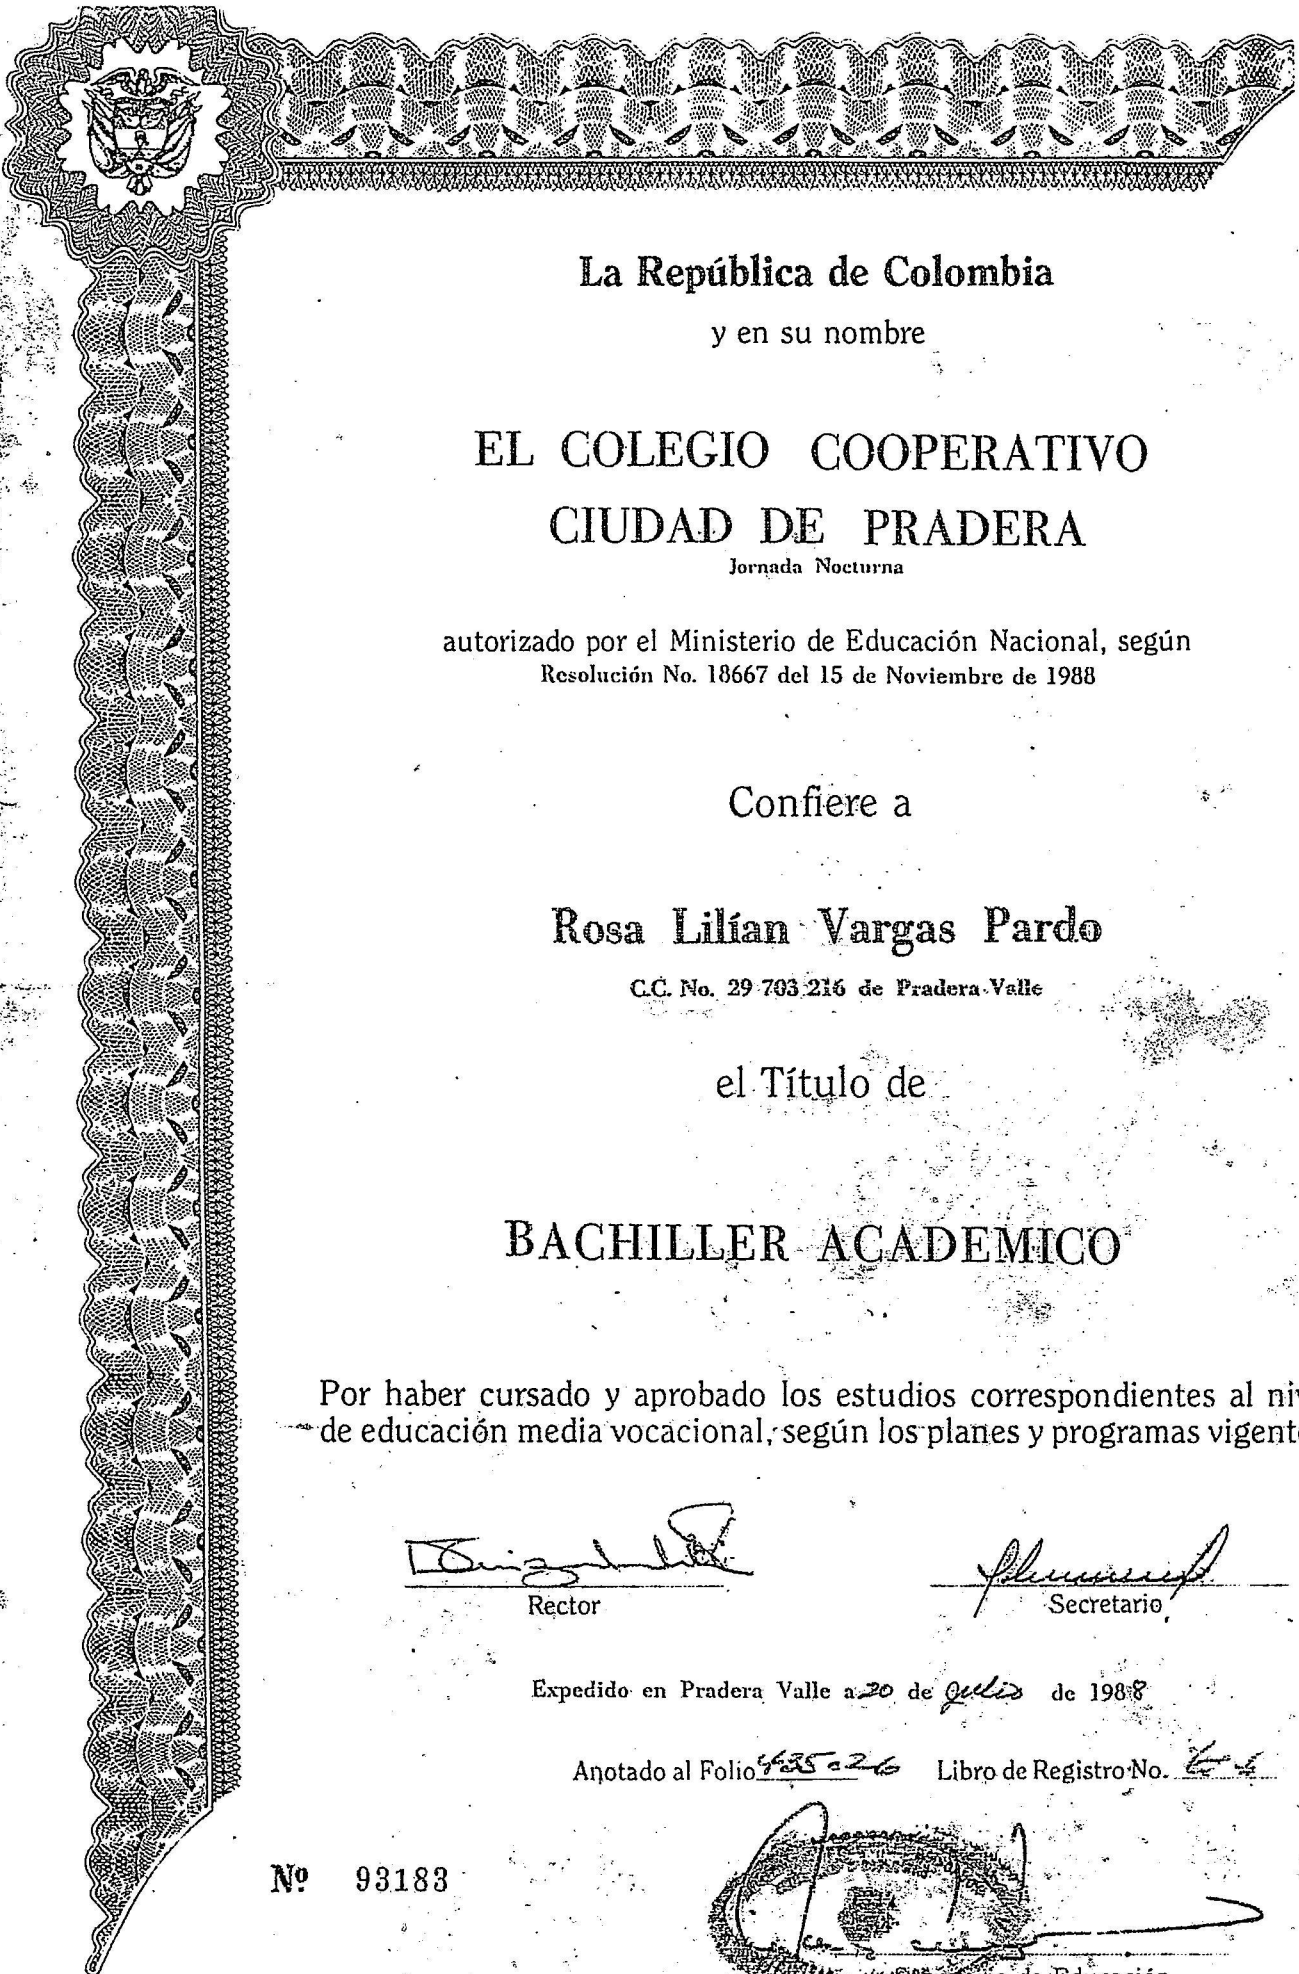 La República de Colombia
y en su nombre
EL COLEGIO COOPERATIVO
CIUDAD DE PRADERA
Jornada Nocturna
autorizado por el Ministerio de Educación Nacional, según
Resolución No. 18667 del 15 de Noviembre de 1988
Confiere a
Rosa Lilían Vargas Pardo
C.C. No. 29 703.216 de Pradera-Valle
el Título de
BACHILLER ACADEMICO
Por haber cursado y aprobado los estudios correspondientes al
de educación media vocacional, según los planes y programas
Rector
Secretario
Expedido en Pradera Valle a 20 de julio de 1988
Anotado al Folio Libro de Registro No.
Nº 93183
de Educación